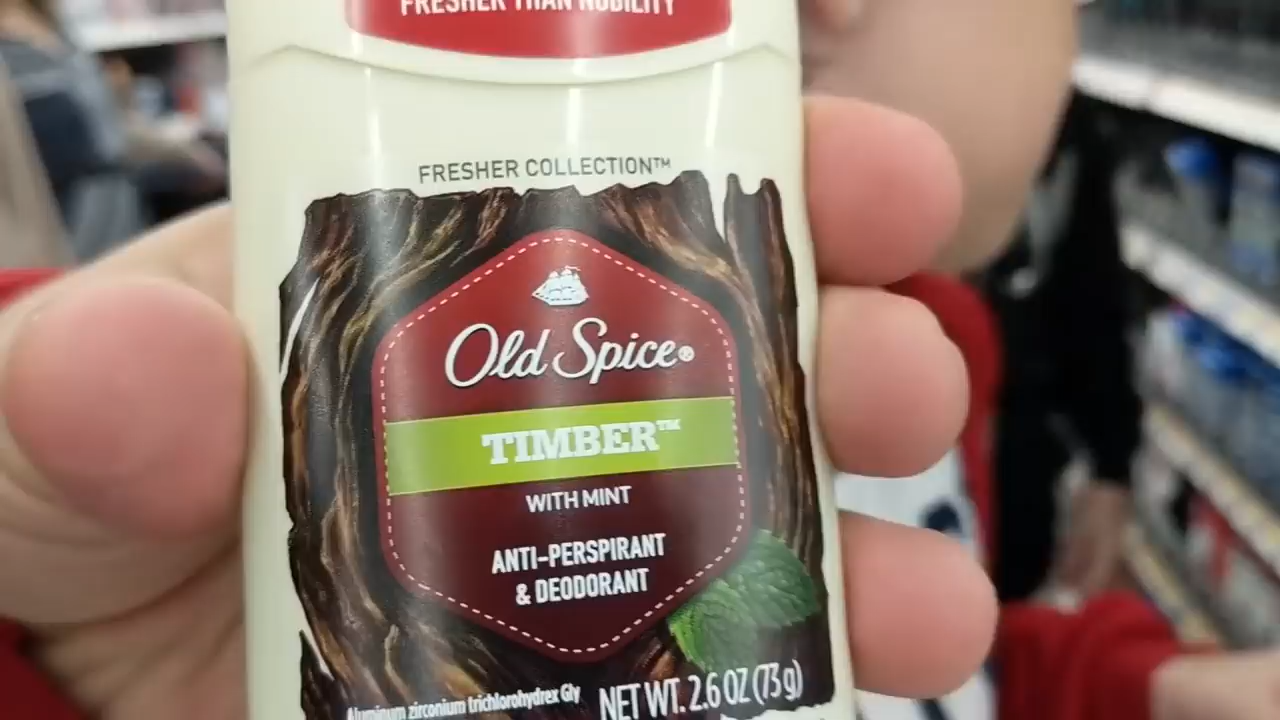 FRESHER THAN NOBILITY
FRESHER COLLECTION™
Old Spice®
TIMBER™
WITH MINT
ANTI-PERSPIRANT
& DEODORANT
Aluminum zirconium trichlorohydrex Gly
NET WT. 2.6 OZ (73 g)